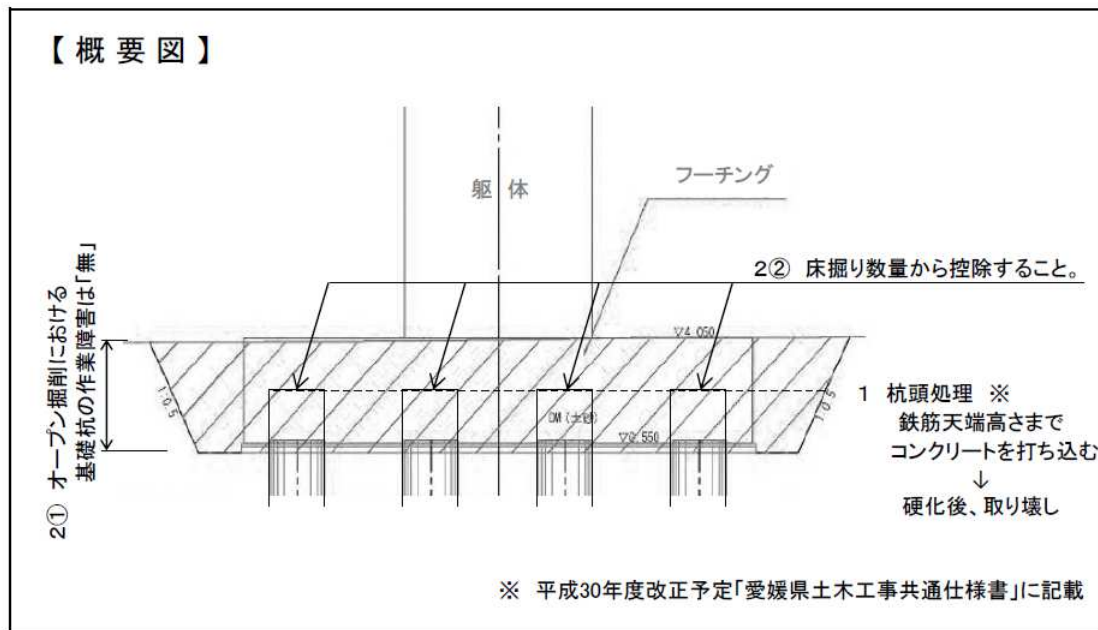 【 概 要 図 】
躯 体
フーチング
2② 床掘り数量から控除すること。
▽4.050
2① オープン掘削における
基礎杭の作業障害は「無」
1:0.5
1:0.5
DM(土砂)
▽0.550
1 杭頭処理 ※
鉄筋天端高さまで
コンクリートを打ち込む
↓
硬化後、取り壊し
※ 平成30年度改正予定「愛媛県土木工事共通仕様書」に記載